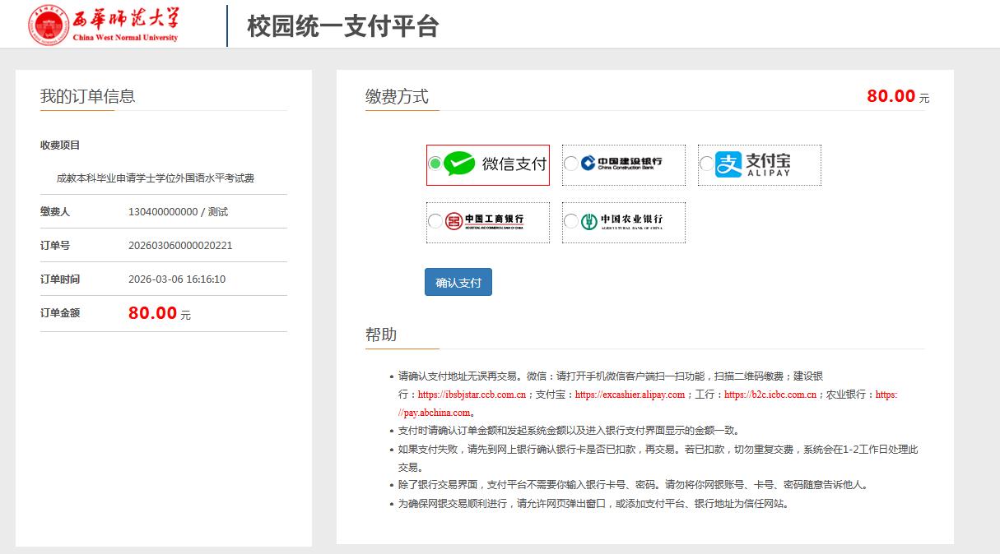 西华师范大学
China West Normal University
校园统一支付平台
我的订单信息
收费项目
成教本科毕业申请学士学位外国语水平考试费
缴费人 130400000000 / 测试
订单号 202603060000020221
订单时间 2026-03-06 16:16:10
订单金额 80.00 元
缴费方式 80.00 元
微信支付 中国建设银行 支付宝
China Construction Bank ALIPAY
中国工商银行 中国农业银行
INDUSTRIAL AND COMMERCIAL BANK OF CHINA AGRICULTURAL BANK OF CHINA
确认支付
帮助
• 请确认支付地址无误再交易。微信：请打开手机微信客户端扫一扫功能，扫描二维码缴费；建设银
行：https://ibsbjstar.ccb.com.cn；支付宝：https://excashier.alipay.com；工行：https://b2c.icbc.com.cn；农业银行：https:
//pay.abchina.com。
• 支付时请确认订单金额和发起系统金额以及进入银行支付界面显示的金额一致。
• 如果支付失败，请先到网上银行确认银行卡是否已扣款，再交易。若已扣款，切勿重复交费，系统会在1-2工作日处理此
交易。
• 除了银行交易界面，支付平台不需要你输入银行卡号、密码。请勿将你网银账号、卡号、密码随意告诉他人。
• 为确保网银交易顺利进行，请允许网页弹出窗口，或添加支付平台、银行地址为信任网站。